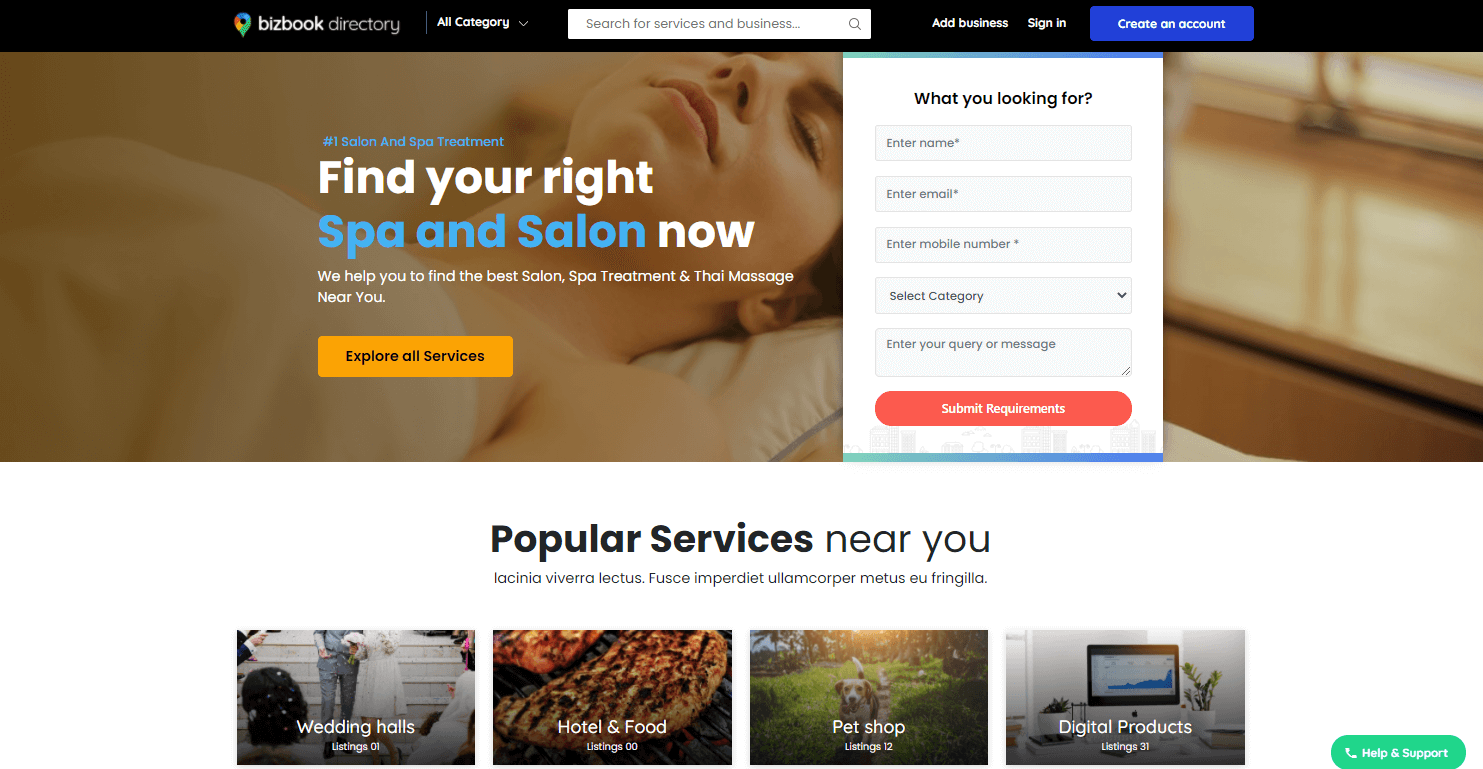 bizbook directory
All Category
Search for services and business...
Add business
Sign in
Create an account
#1 Salon And Spa Treatment
Find your right
Spa and Salon now
We help you to find the best Salon, Spa Treatment & Thai Massage
Near You.
Explore all Services
What you looking for?
Enter name*
Enter email*
Enter mobile number *
Select Category
Enter your query or message
Submit Requirements
Popular Services near you
lacinia viverra lectus. Fusce imperdiet ullamcorper metus eu fringilla.
Wedding halls
Listings 01
Hotel & Food
Listings 00
Pet shop
Listings 12
Digital Products
Listings 31
Help & Support